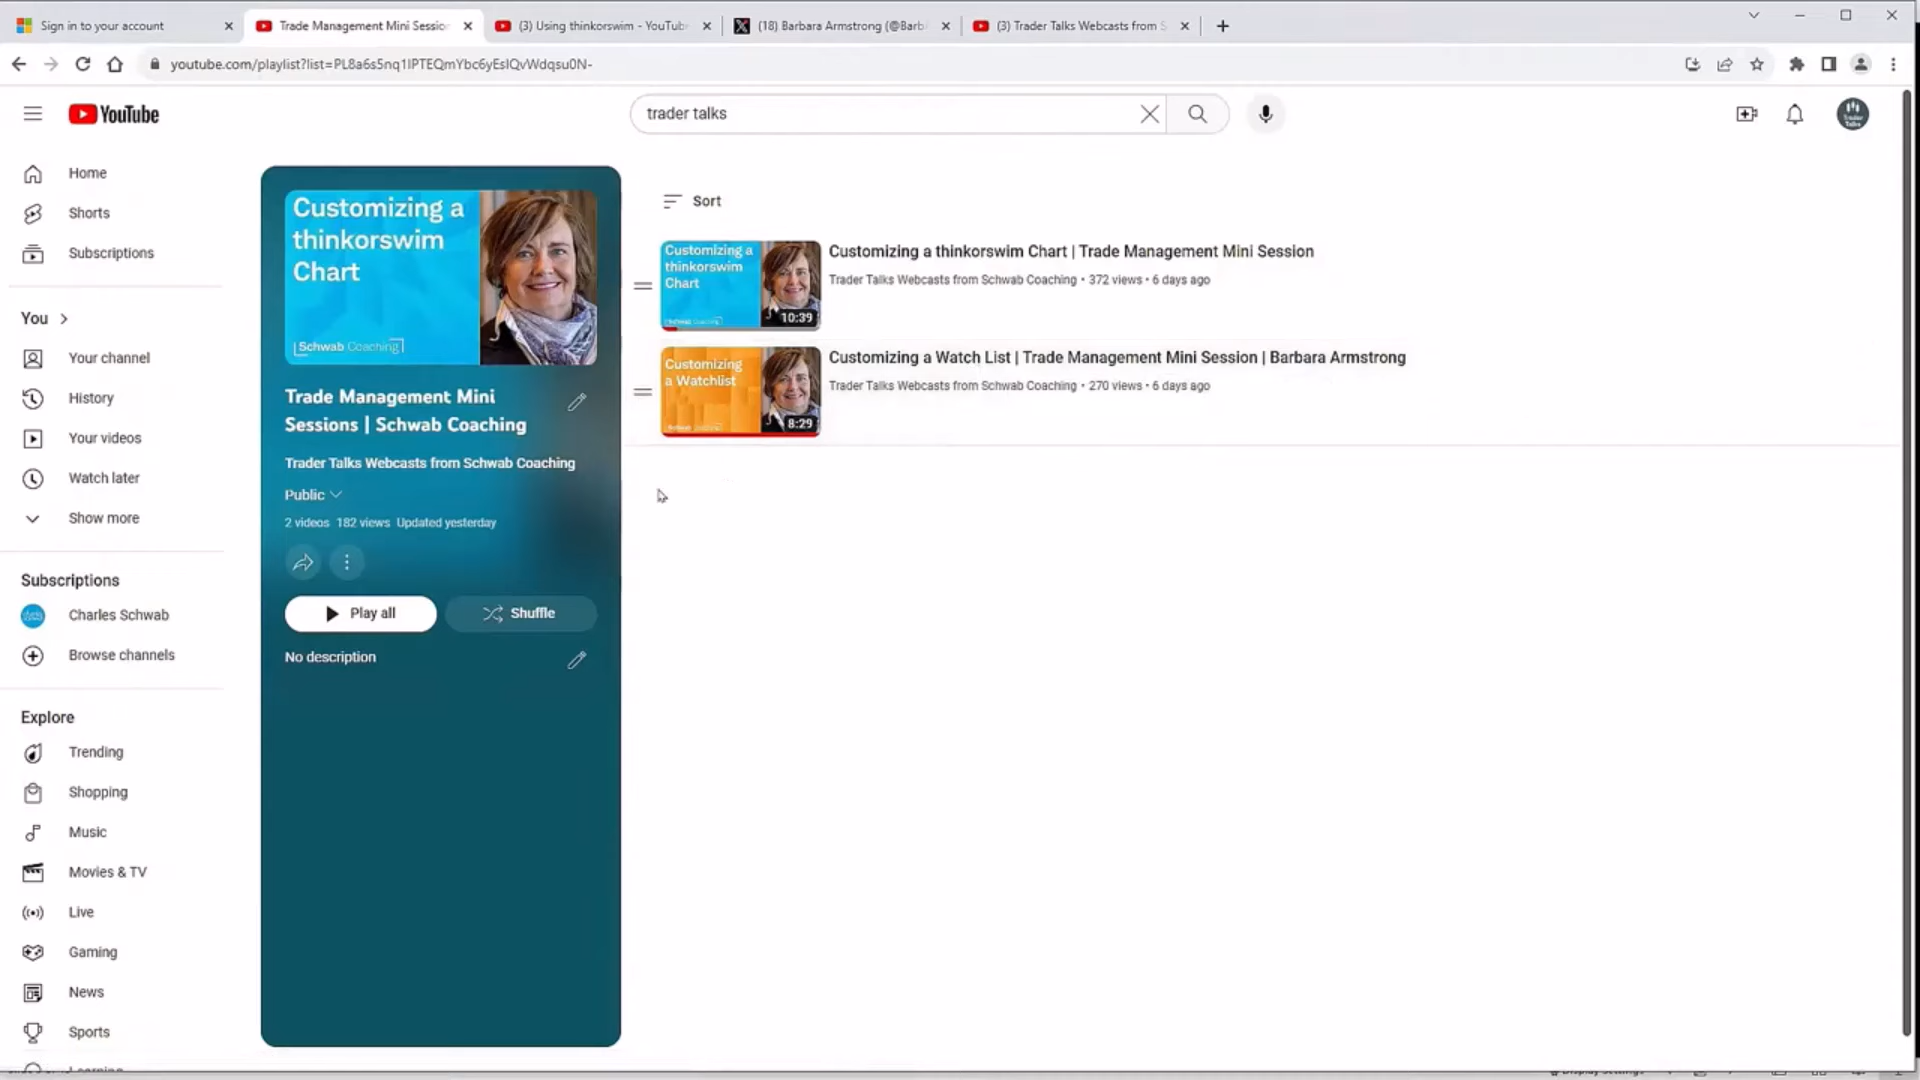 Sign in to your account
Trade Management Mini Sessio
(3) Using thinkorswim - YouTub
(18) Barbara Armstrong (@Barb
(3) Trader Talks Webcasts from S
youtube.com/playlist?list=PL8a6s5nq1IPTEQmYbc6yEsIQvWdqsu0N-
YouTube
trader talks
Trader
Talks
Home
Shorts
Subscriptions
You
Your channel
History
Your videos
Watch later
Show more
Subscriptions
Charles Schwab
Browse channels
Explore
Trending
Shopping
Music
Movies & TV
Live
Gaming
News
Sports
Customizing a
thinkorswim
Chart
Schwab Coaching
Trade Management Mini
Sessions | Schwab Coaching
Trader Talks Webcasts from Schwab Coaching
Public
2 videos 182 views Updated yesterday
Play all
Shuffle
No description
Sort
Customizing a
thinkorswim
Chart
10:39
Customizing a thinkorswim Chart | Trade Management Mini Session
Trader Talks Webcasts from Schwab Coaching • 372 views • 6 days ago
Customizing
a Watchlist
8:29
Customizing a Watch List | Trade Management Mini Session | Barbara Armstrong
Trader Talks Webcasts from Schwab Coaching • 270 views • 6 days ago